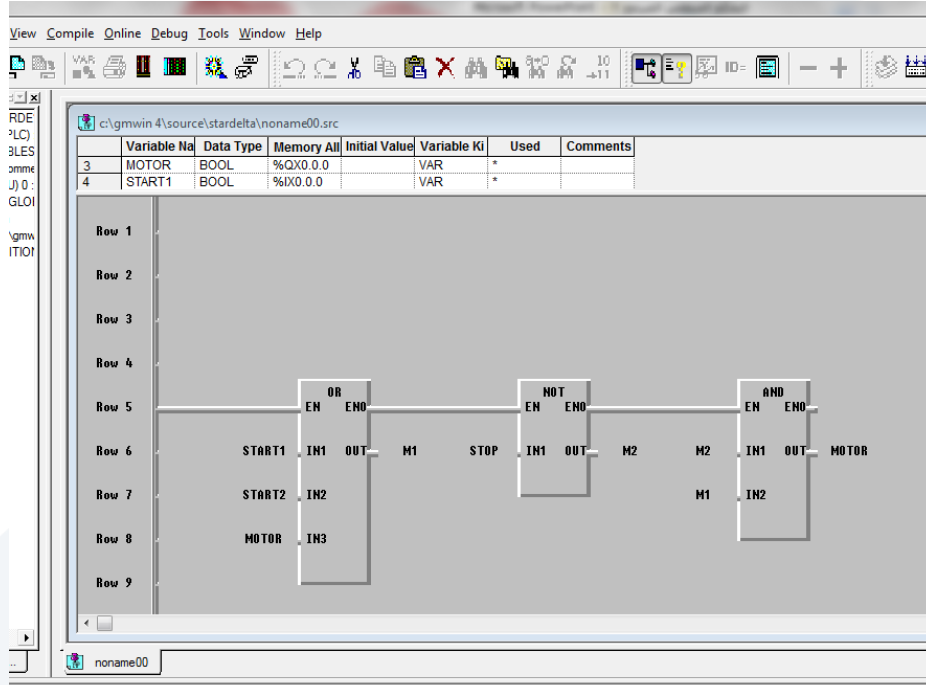 View Compile Online Debug Tools Window Help
c:\gmwin 4\source\stardelta\noname00.src
Variable Na Data Type Memory All Initial Value Variable Ki Used Comments
3 MOTOR BOOL %QX0.0.0 VAR *
4 START1 BOOL %IX0.0.0 VAR *
Row 1
Row 2
Row 3
Row 4
OR NOT AND
Row 5 EN ENO EN ENO EN ENO
Row 6 START1 IN1 OUT M1 STOP IN1 OUT M2 M2 IN1 OUT MOTOR
Row 7 START2 IN2 M1 IN2
Row 8 MOTOR IN3
Row 9
noname00